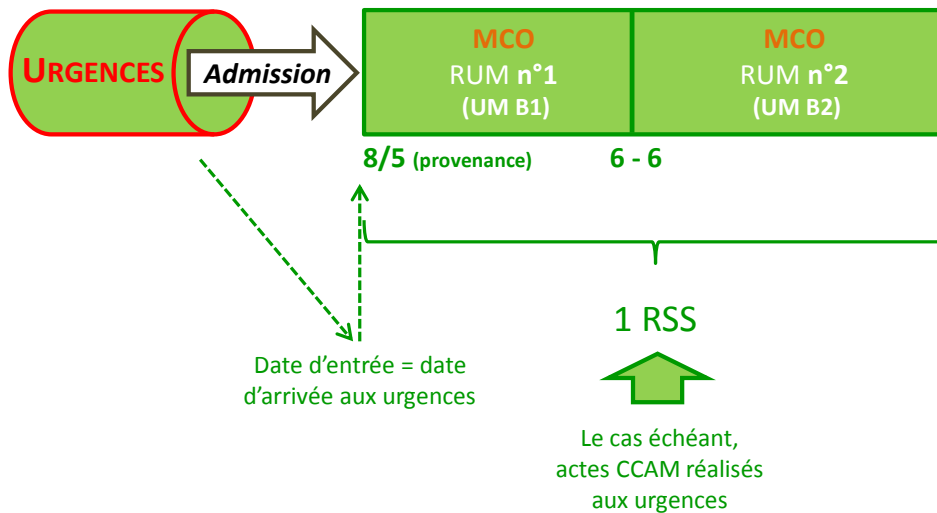 URGENCES
Admission
MCO
RUM n°1
(UM B1)
MCO
RUM n°2
(UM B2)
8/5 (provenance)
6 - 6
1 RSS
Date d'entrée = date
d'arrivée aux urgences
Le cas échéant,
actes CCAM réalisés
aux urgences